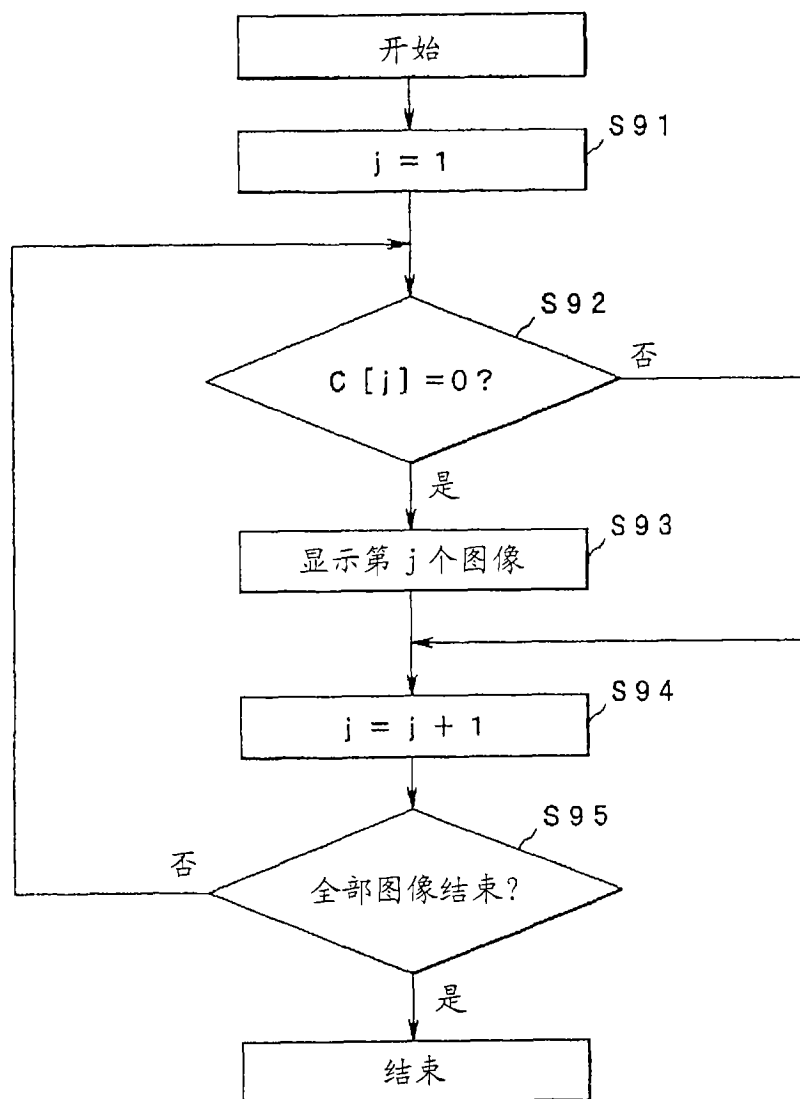 开始
S91
j = 1
S92
C [j] =0?
否
是
S93
显示第 j 个图像
S94
j = j + 1
S95
否
全部图像结束?
是
结束